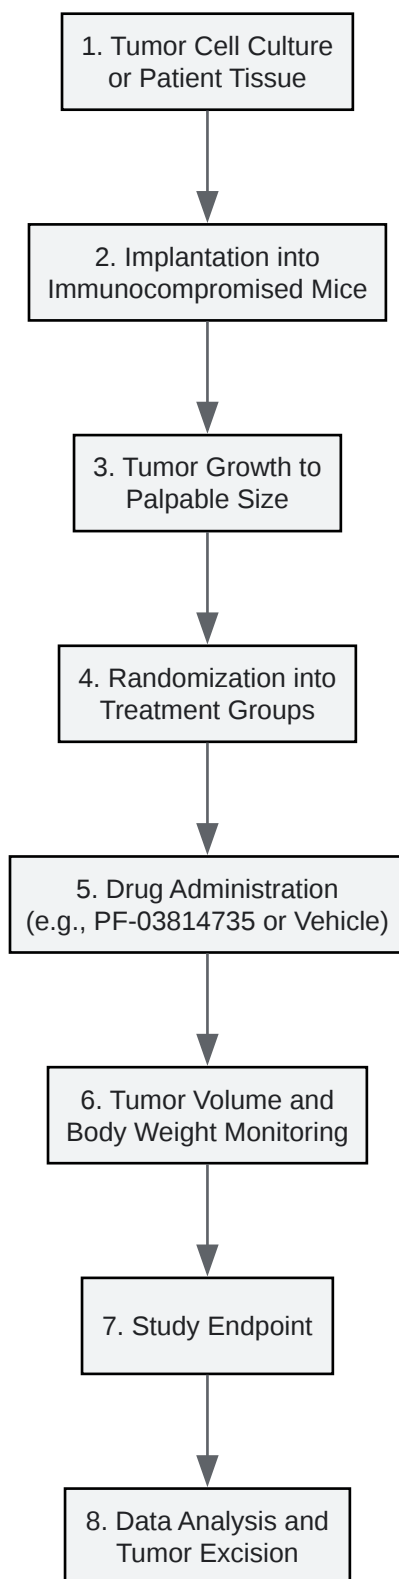 1. Tumor Cell Culture
or Patient Tissue
2. Implantation into
Immunocompromised Mice
3. Tumor Growth to
Palpable Size
4. Randomization into
Treatment Groups
5. Drug Administration
(e.g., PF-03814735 or Vehicle)
6. Tumor Volume and
Body Weight Monitoring
7. Study Endpoint
8. Data Analysis and
Tumor Excision